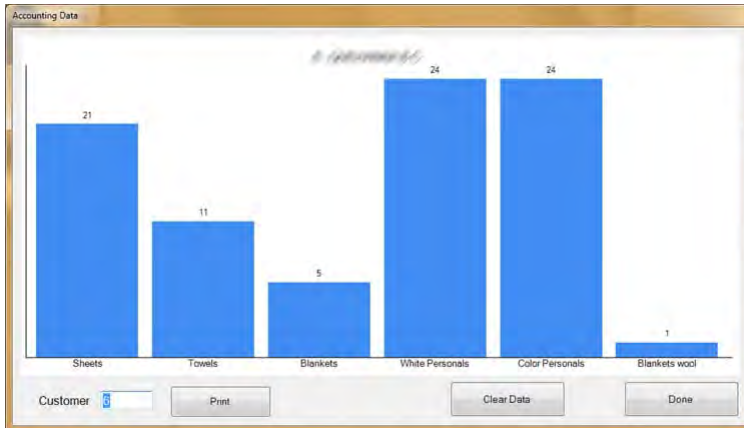 Accounting Data
24 24
21
11
5
1
Sheets Towels Blankets White Personals Color Personals Blankets wool
Customer 6 Print Clear Data Done